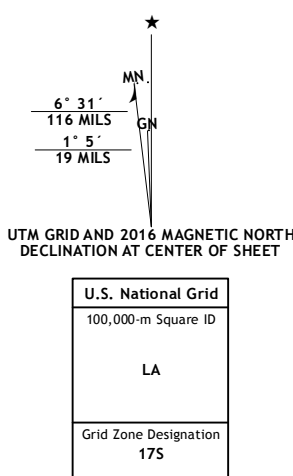 ★
MN
6° 31´
116 MILS
GN
1° 5´
19 MILS
UTM GRID AND 2016 MAGNETIC NORTH
DECLINATION AT CENTER OF SHEET
U.S. National Grid
100,000-m Square ID
LA
Grid Zone Designation
17S